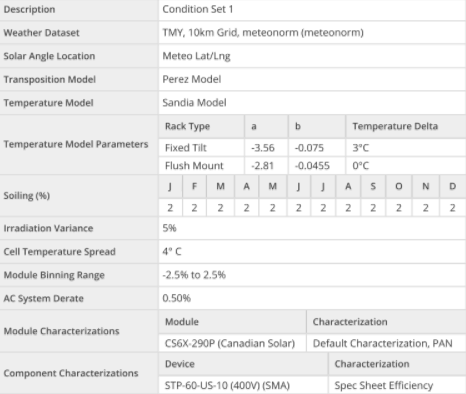 Description Condition Set 1
Weather Dataset TMY, 10km Grid, meteonorm (meteonorm)
Solar Angle Location Meteo Lat/Lng
Transposition Model Perez Model
Temperature Model Sandia Model
Temperature Model Parameters
Rack Type a b Temperature Delta
Fixed Tilt -3.56 -0.075 3°C
Flush Mount -2.81 -0.0455 0°C
Soiling (%)
J F M A M J J A S O N D
2 2 2 2 2 2 2 2 2 2 2 2
Irradiation Variance 5%
Cell Temperature Spread 4° C
Module Binning Range -2.5% to 2.5%
AC System Derate 0.50%
Module Characterizations
Module Characterization
CS6X-290P (Canadian Solar) Default Characterization, PAN
Component Characterizations
Device Characterization
STP-60-US-10 (400V) (SMA) Spec Sheet Efficiency